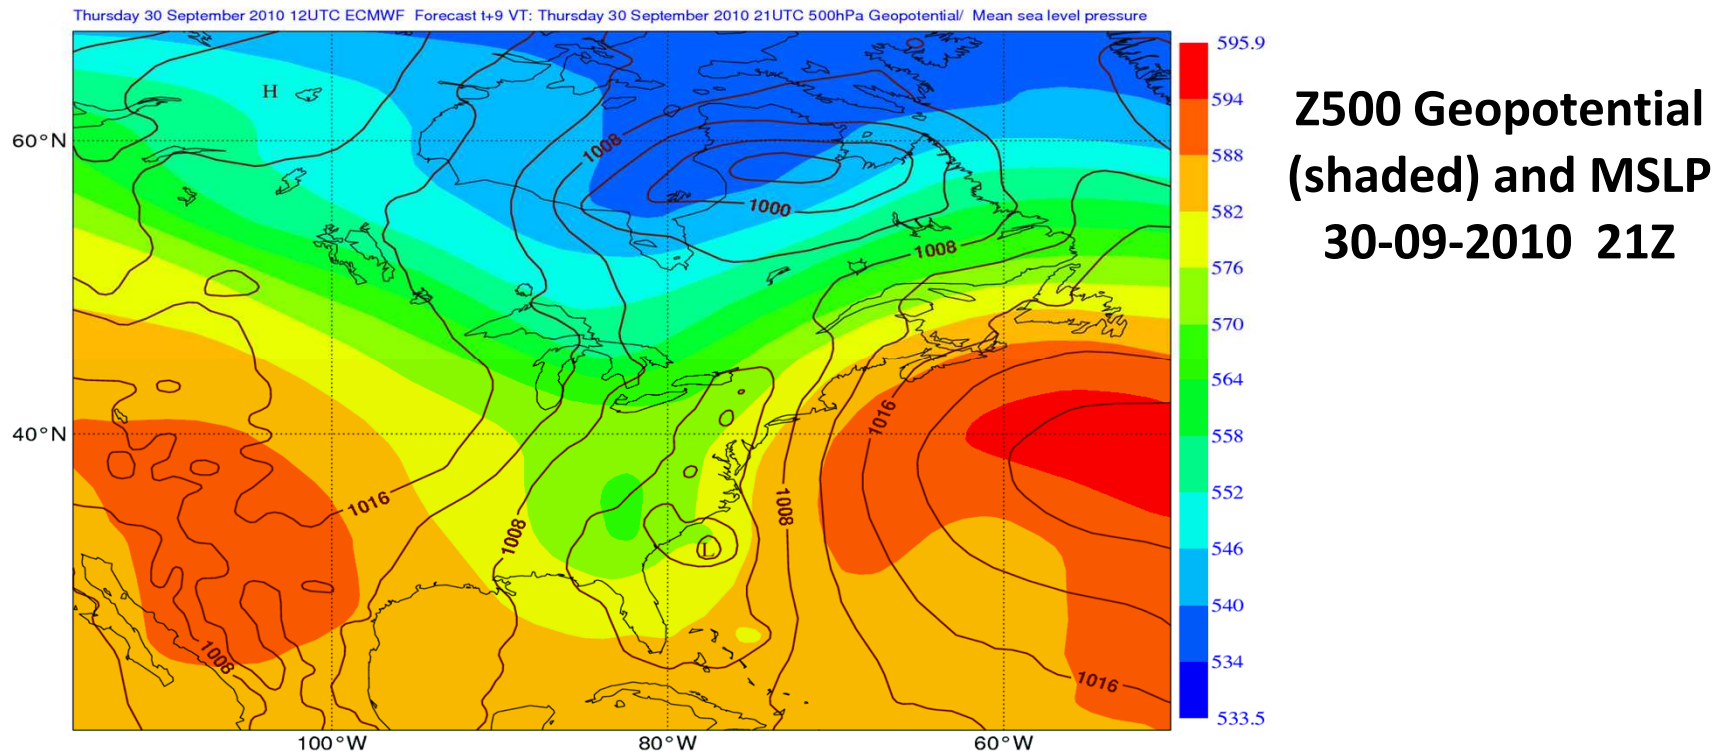 Thursday 30 September 2010 12UTC ECMWF Forecast t+9 VT: Thursday 30 September 2010 21UTC 500hPa Geopotential/ Mean sea level pressure
595.9
594
588
582
576
570
564
558
552
546
540
534
533.5
Z500 Geopotential
(shaded) and MSLP
30-09-2010 21Z
60°N
40°N
100°W
80°W
60°W
H
1008
1000
1008
1016
1016
1008
1008
L
1008
1016